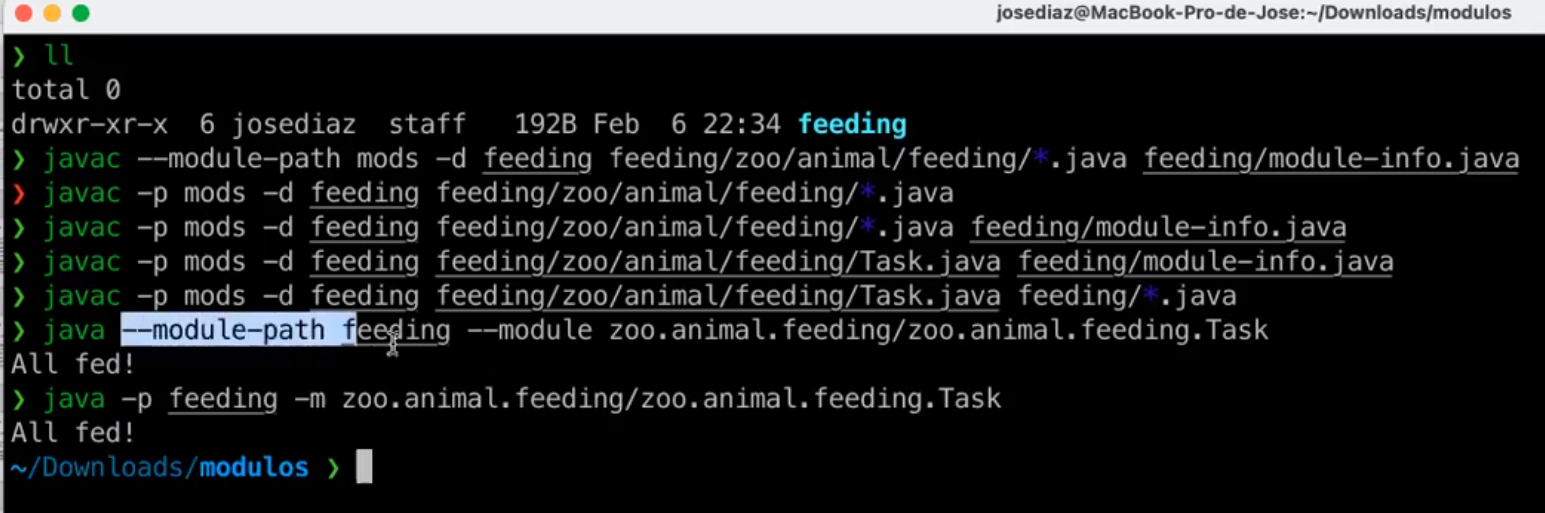 josediaz@MacBook-Pro-de-Jose:~/Downloads/modulos
❯ ll
total 0
drwxr-xr-x  6 josediaz  staff   192B Feb  6 22:34 feeding
❯ javac --module-path mods -d feeding feeding/zoo/animal/feeding/*.java feeding/module-info.java
❯ javac -p mods -d feeding feeding/zoo/animal/feeding/*.java
❯ javac -p mods -d feeding feeding/zoo/animal/feeding/*.java feeding/module-info.java
❯ javac -p mods -d feeding feeding/zoo/animal/feeding/Task.java feeding/module-info.java
❯ javac -p mods -d feeding feeding/zoo/animal/feeding/Task.java feeding/*.java
❯ java --module-path feeding --module zoo.animal.feeding/zoo.animal.feeding.Task
All fed!
❯ java -p feeding -m zoo.animal.feeding/zoo.animal.feeding.Task
All fed!
~/Downloads/modulos ❯